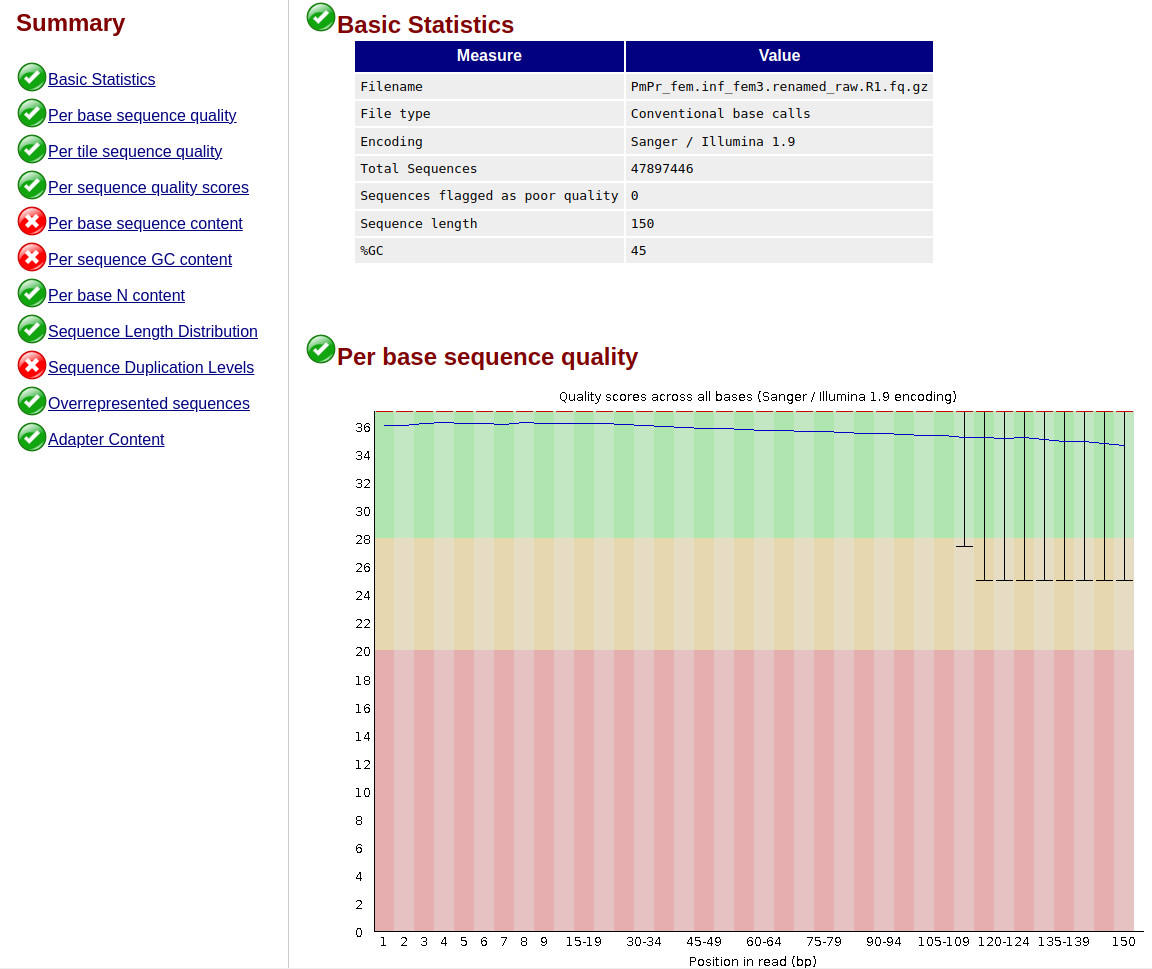 Summary
Basic Statistics
Per base sequence quality
Per tile sequence quality
Per sequence quality scores
Per base sequence content
Per sequence GC content
Per base N content
Sequence Length Distribution
Sequence Duplication Levels
Overrepresented sequences
Adapter Content
Basic Statistics
Measure Value
Filename PmPr_fem.inf_fem3.renamed_raw.R1.fq.gz
File type Conventional base calls
Encoding Sanger / Illumina 1.9
Total Sequences 47897446
Sequences flagged as poor quality 0
Sequence length 150
%GC 45
Per base sequence quality
Quality scores across all bases (Sanger / Illumina 1.9 encoding)
36
34
32
30
28
26
24
22
20
18
16
14
12
10
8
6
4
2
0
1 2 3 4 5 6 7 8 9 15-19 30-34 45-49 60-64 75-79 90-94 105-109 120-124 135-139 150
Position in read (bp)